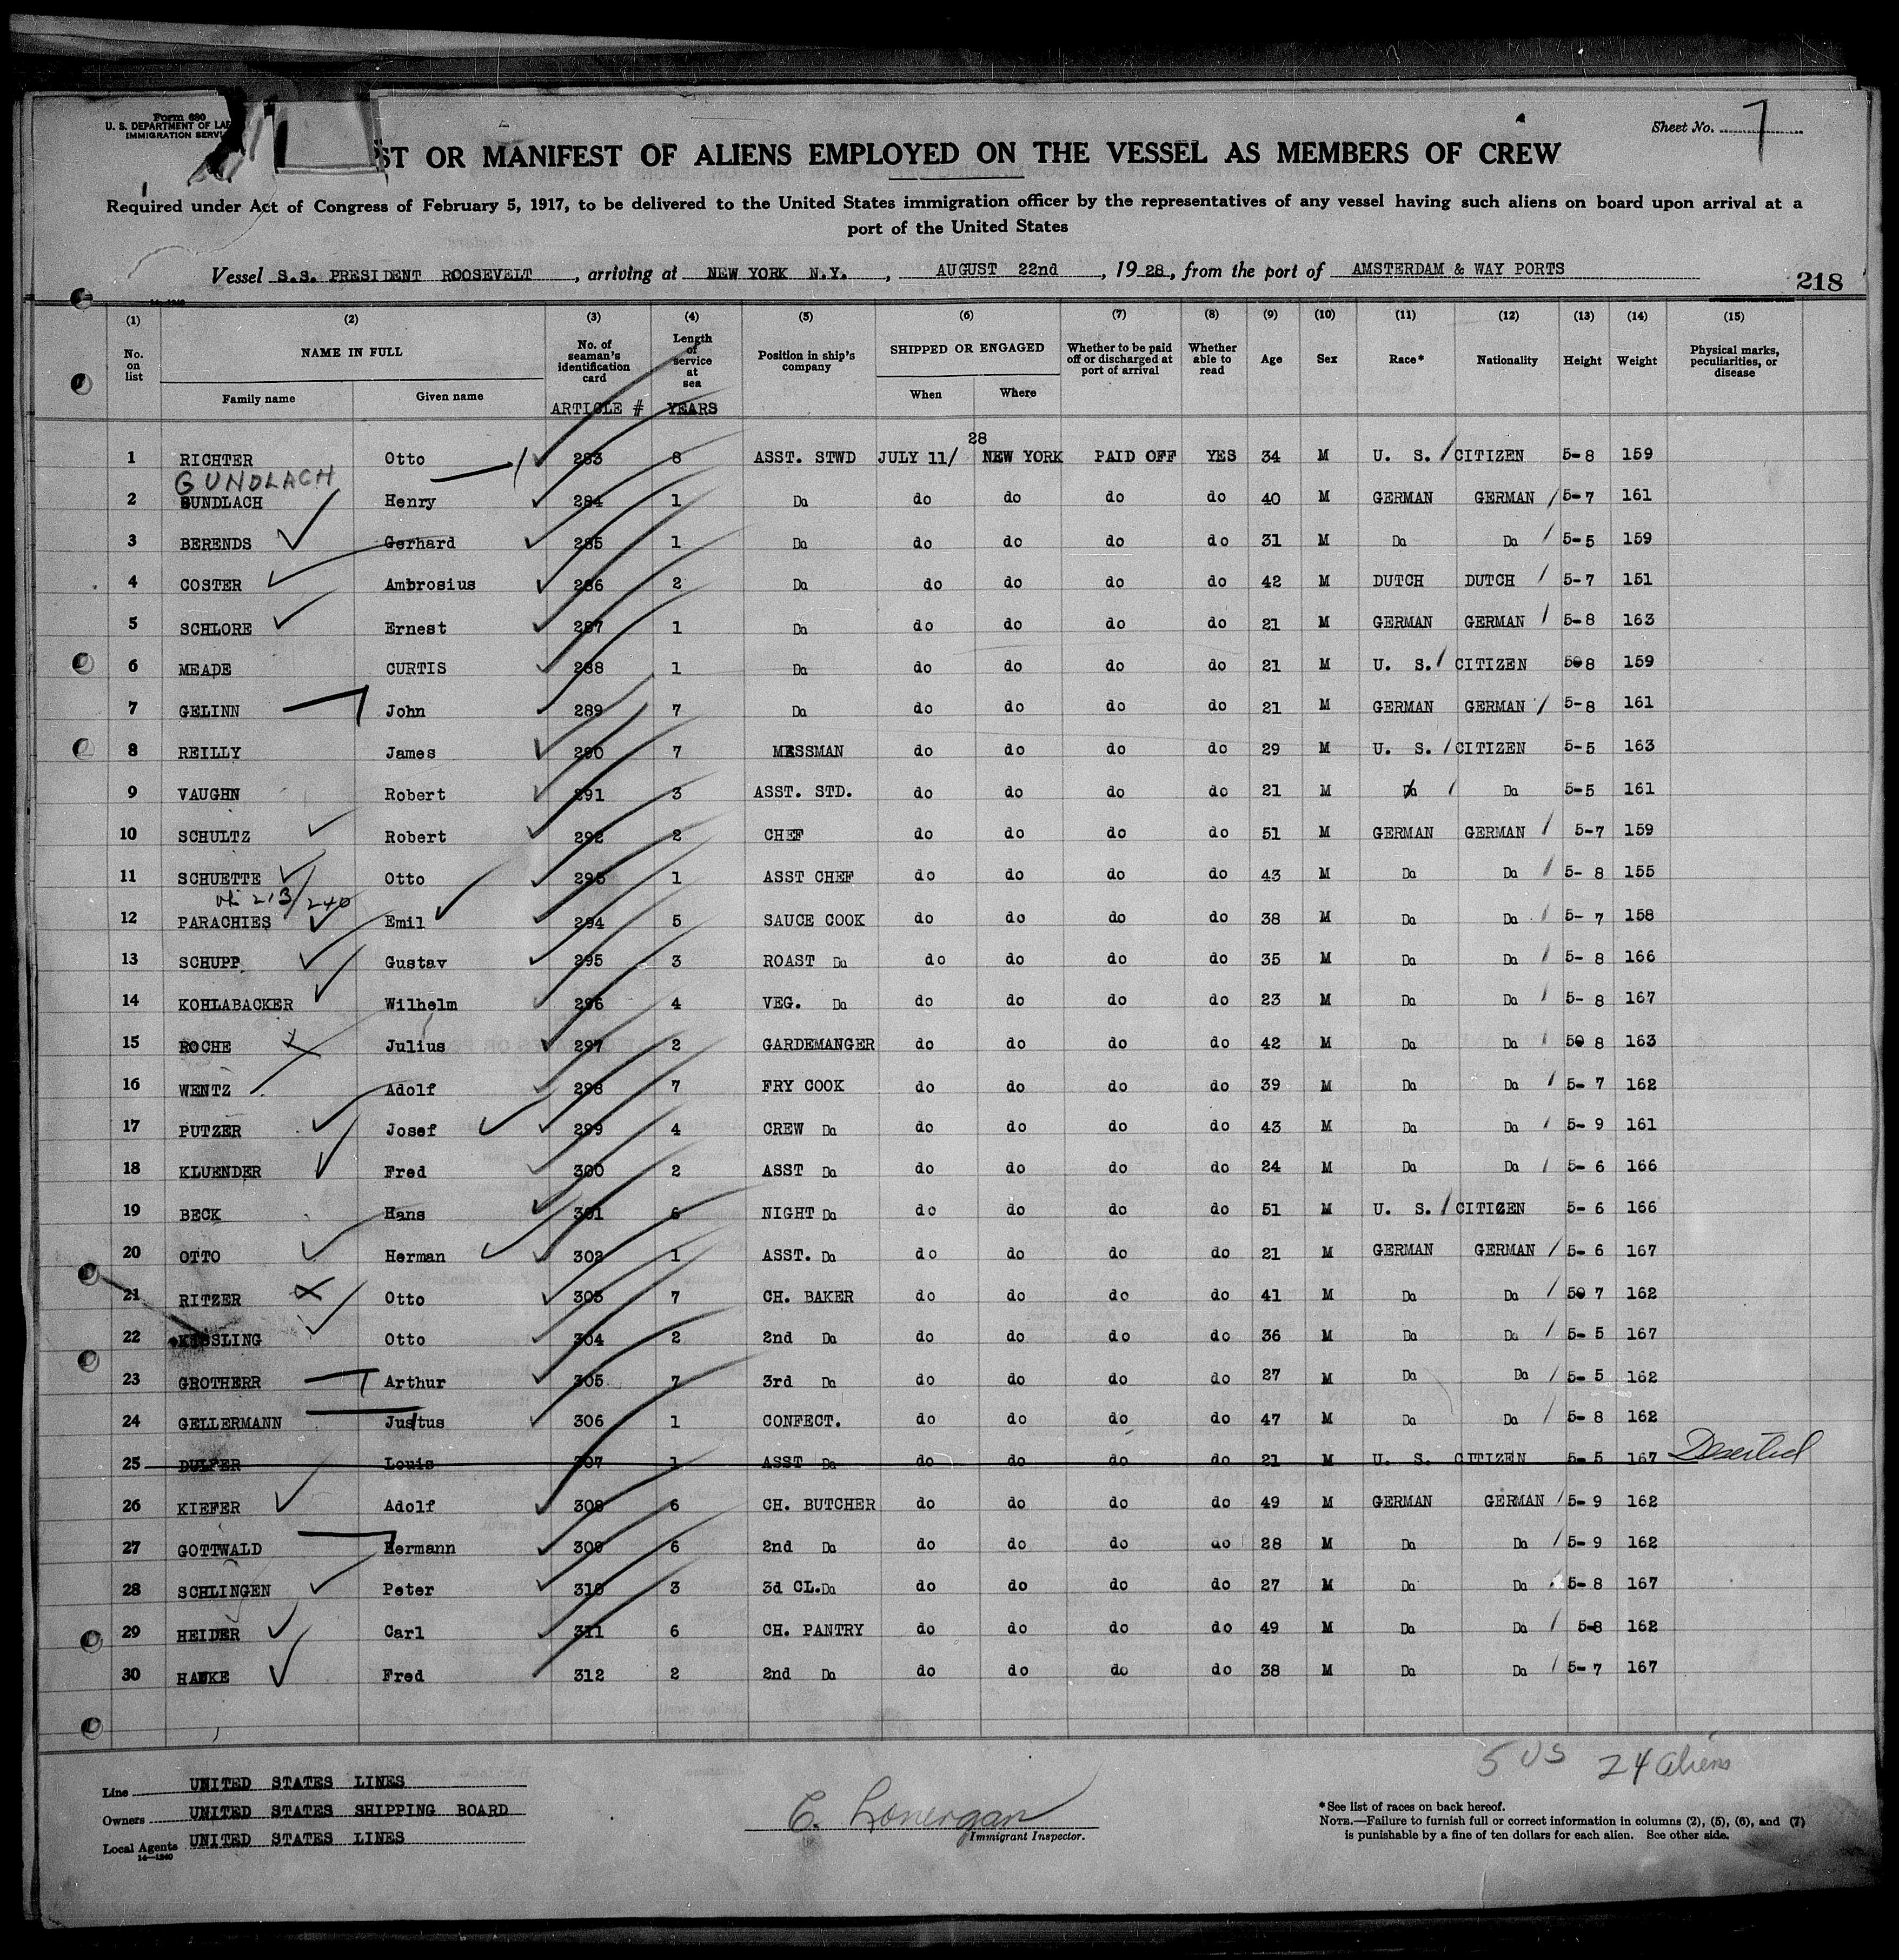 Form 680
U. S. DEPARTMENT OF LAB
IMMIGRATION SERVI
Sheet No. 7
ST OR MANIFEST OF ALIENS EMPLOYED ON THE VESSEL AS MEMBERS OF CREW
Required under Act of Congress of February 5, 1917, to be delivered to the United States immigration officer by the representatives of any vessel having such aliens on board upon arrival at a
port of the United States
Vessel S.S. PRESIDENT ROOSEVELT, arriving at NEW YORK N.Y., AUGUST 22nd, 1928, from the port of AMSTERDAM & WAY PORTS
218
(1) (2) (3) (4) (5) (6) (7) (8) (9) (10) (11) (12) (13) (14) (15)
No. on list NAME IN FULL No. of seaman's identification card Length of service at sea Position in ship's company SHIPPED OR ENGAGED Whether to be paid off or discharged at port of arrival Whether able to read Age Sex Race* Nationality Height Weight Physical marks, peculiarities, or disease
Family name Given name ARTICLE # YEARS When Where
28
1 RICHTER Otto 283 8 ASST. STWD JULY 11/ NEW YORK PAID OFF YES 34 M U. S. CITIZEN 5-8 159
GUNDLACH
2 GUNDLACH Henry 284 1 Do do do do do 40 M GERMAN GERMAN 5-7 161
3 BERENDS Gerhard 285 1 Do do do do do 31 M Do Do 5-5 159
4 COSTER Ambrosius 286 2 Do do do do do 42 M DUTCH DUTCH 5-7 151
5 SCHLORE Ernest 287 1 Do do do do do 21 M GERMAN GERMAN 5-8 163
6 MEADE CURTIS 288 1 Do do do do do 21 M U. S. CITIZEN 5-8 159
7 GELINN John 289 7 Do do do do do 21 M GERMAN GERMAN 5-8 161
8 REILLY James 290 7 MESSMAN do do do do 29 M U. S. CITIZEN 5-5 163
9 VAUGHN Robert 291 3 ASST. STD. do do do do 21 M Do Do 5-5 161
10 SCHULTZ Robert 292 2 CHEF do do do do 51 M GERMAN GERMAN 5-7 159
11 SCHUETTE Otto 293 1 ASST CHEF do do do do 43 M Do Do 5-8 155
213/240
12 PARACHIES Emil 294 5 SAUCE COOK do do do do 38 M Do Do 5-7 158
13 SCHUPP Gustav 295 3 ROAST Do do do do do 35 M Do Do 5-8 166
14 KOHLABACKER Wilhelm 296 4 VEG. Do do do do do 23 M Do Do 5-8 167
15 ROCHE Julius 297 2 GARDEMANGER do do do do 42 M Do Do 5-8 163
16 WENTZ Adolf 298 7 FRY COOK do do do do 39 M Do Do 5-7 162
17 PUTZER Josef 299 4 CREW Do do do do do 43 M Do Do 5-9 161
18 KLUENDER Fred 300 2 ASST Do do do do do 24 M Do Do 5-6 166
19 BECK Hans 301 6 NIGHT Do do do do do 51 M U. S. CITIZEN 5-6 166
20 OTTO Herman 302 1 ASST. Do do do do do 21 M GERMAN GERMAN 5-6 167
21 RITZER Otto 303 7 CH. BAKER do do do do 41 M Do Do 5-7 162
22 KISSLING Otto 304 2 2nd Do do do do do 36 M Do Do 5-5 167
23 GROTHERR Arthur 305 7 3rd Do do do do do 27 M Do Do 5-5 162
24 GELLERMANN Justus 306 1 CONFECT. do do do do 47 M Do Do 5-8 162
25 DULFER Louis 307 1 ASST Do do do do do 21 M U. S. CITIZEN 5-5 167 Deserted
26 KIEFER Adolf 308 6 CH. BUTCHER do do do do 49 M GERMAN GERMAN 5-9 162
27 GOTTWALD Hermann 309 6 2nd Do do do do do 28 M Do Do 5-9 162
28 SCHLINGEN Peter 310 3 3d CL.Do do do do do 27 M Do Do 5-8 167
29 HEIDER Carl 311 6 CH. PANTRY do do do do 49 M Do Do 5-8 162
30 HANKE Fred 312 2 2nd Do do do do do 38 M Do Do 5-7 167
5 US 24 aliens
Line UNITED STATES LINES
Owners UNITED STATES SHIPPING BOARD
Local Agents UNITED STATES LINES
14—1240
C. Lonergan
Immigrant Inspector.
*See list of races on back hereof.
NOTE.—Failure to furnish full or correct information in columns (2), (5), (6), and (7)
is punishable by a fine of ten dollars for each alien. See other side.